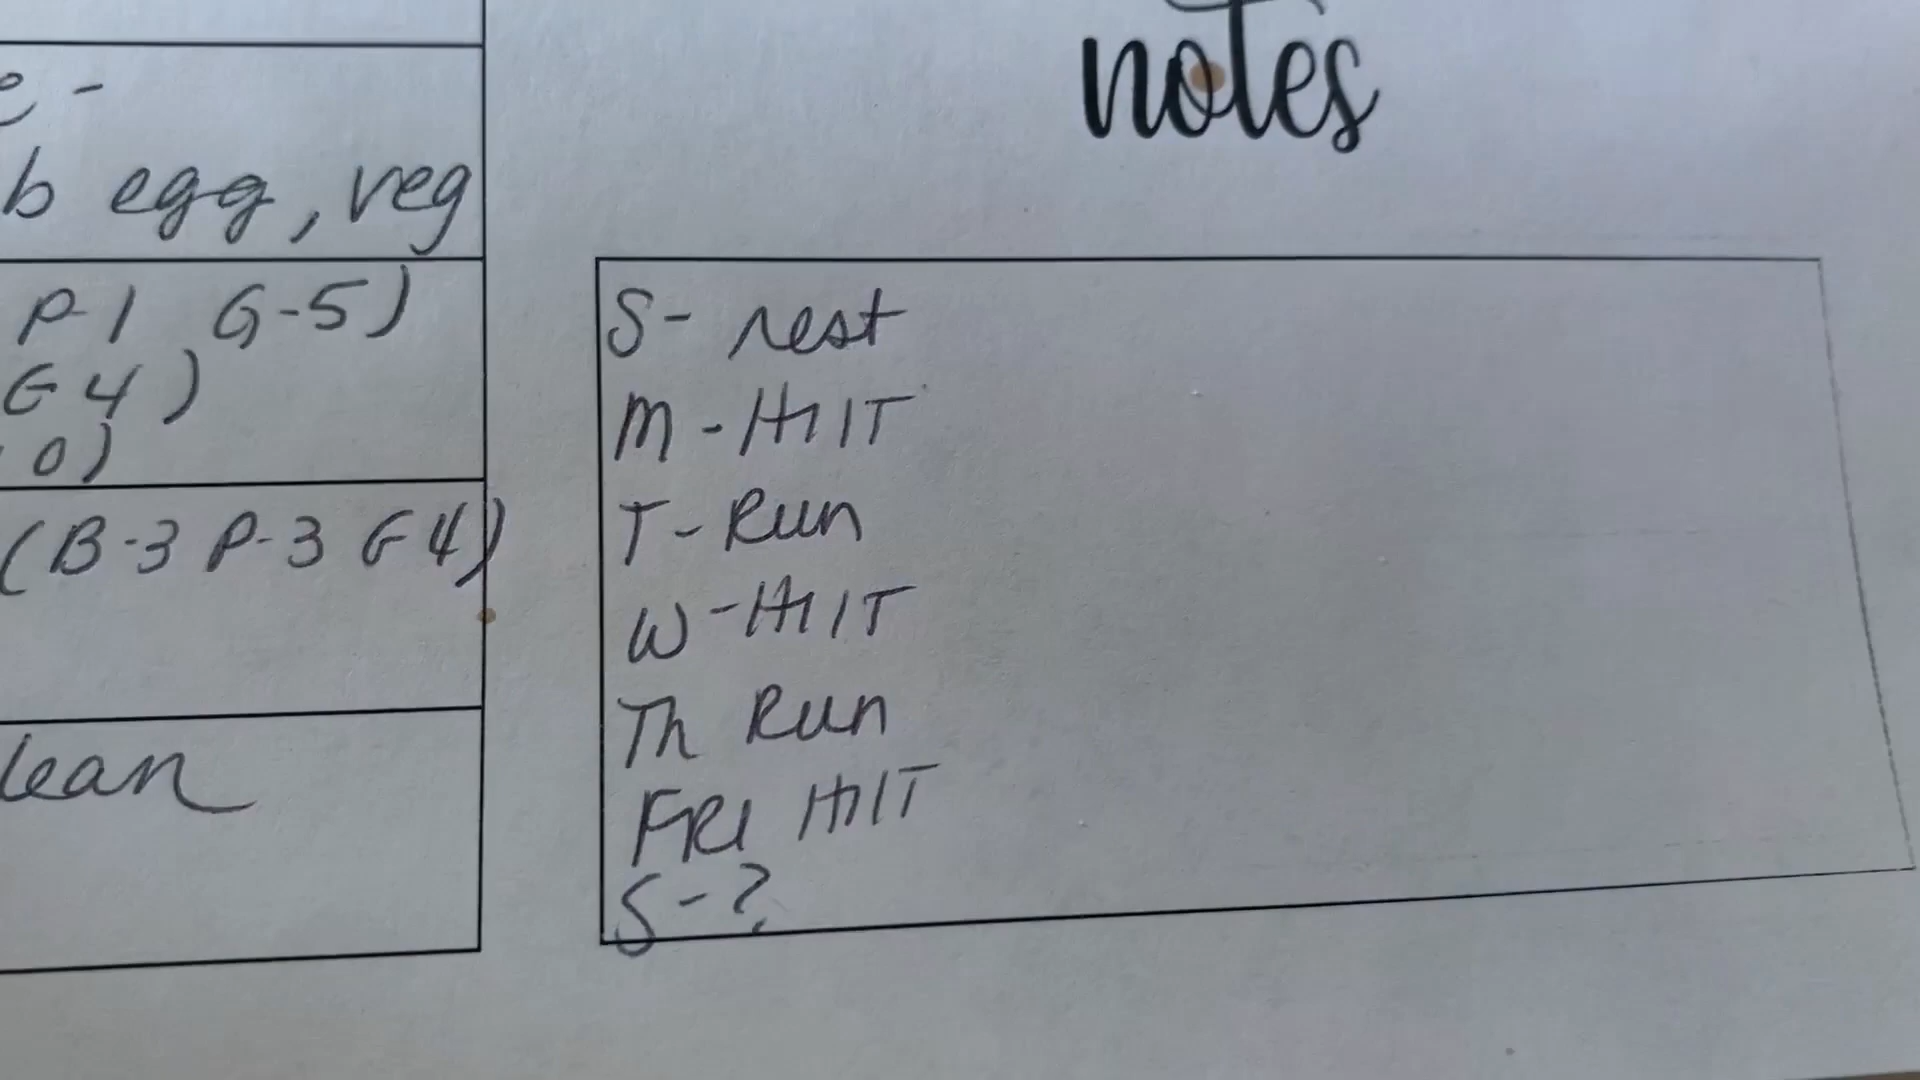 notes
e -
b egg, veg
P-1 G-5)
G 4)
0)
(B-3 P-3 G 4)
lean
S- rest
M - HIIT
T - Run
W - HIIT
Th Run
FRI HIIT
S - ?